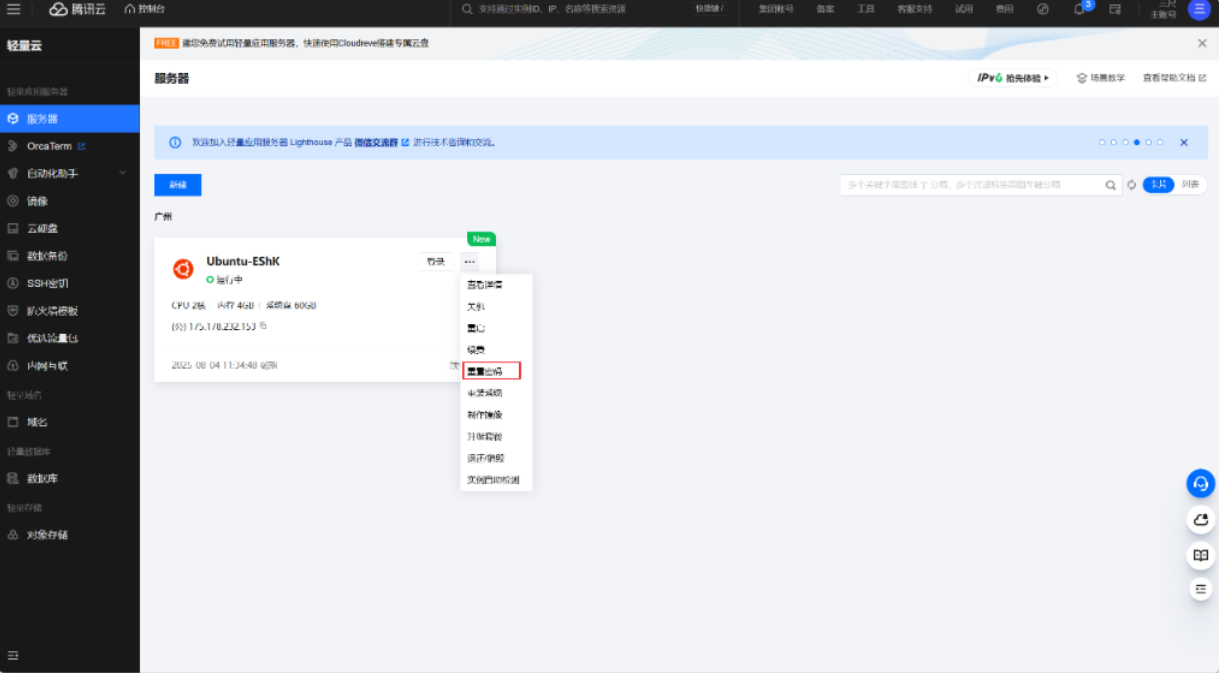 腾讯云
控制台
支持通过实例ID、IP、名称等搜索资源
快捷键 /
集团账号
备案
工具
客服支持
试用
费用
3
主账号
轻量云
FREE 邀您免费试用轻量应用服务器，快速使用Cloudreve搭建专属云盘
服务器
IPv6 抢先体验
场景教学
查看帮助文档
轻量应用服务器
服务器
OrcaTerm
自动化助手
镜像
云硬盘
数据备份
SSH密钥
防火墙模板
优选流量包
内网互联
轻量域名
域名
轻量数据库
数据库
轻量存储
对象存储
欢迎加入轻量应用服务器 Lighthouse 产品 微信交流群 进行技术咨询和交流。
新建
多个关键字用竖线 "|" 分隔，多个过滤标签用回车键分隔
卡片
列表
广州
New
Ubuntu-EShK
登录
...
运行中
CPU 2核
内存 4GB
系统盘 60GB
(公) 175.178.232.153
2025-08-04 11:34:48 到期
查看详情
关机
重启
续费
重置密码
重装系统
制作镜像
升级套餐
退还/销毁
实例自助检测